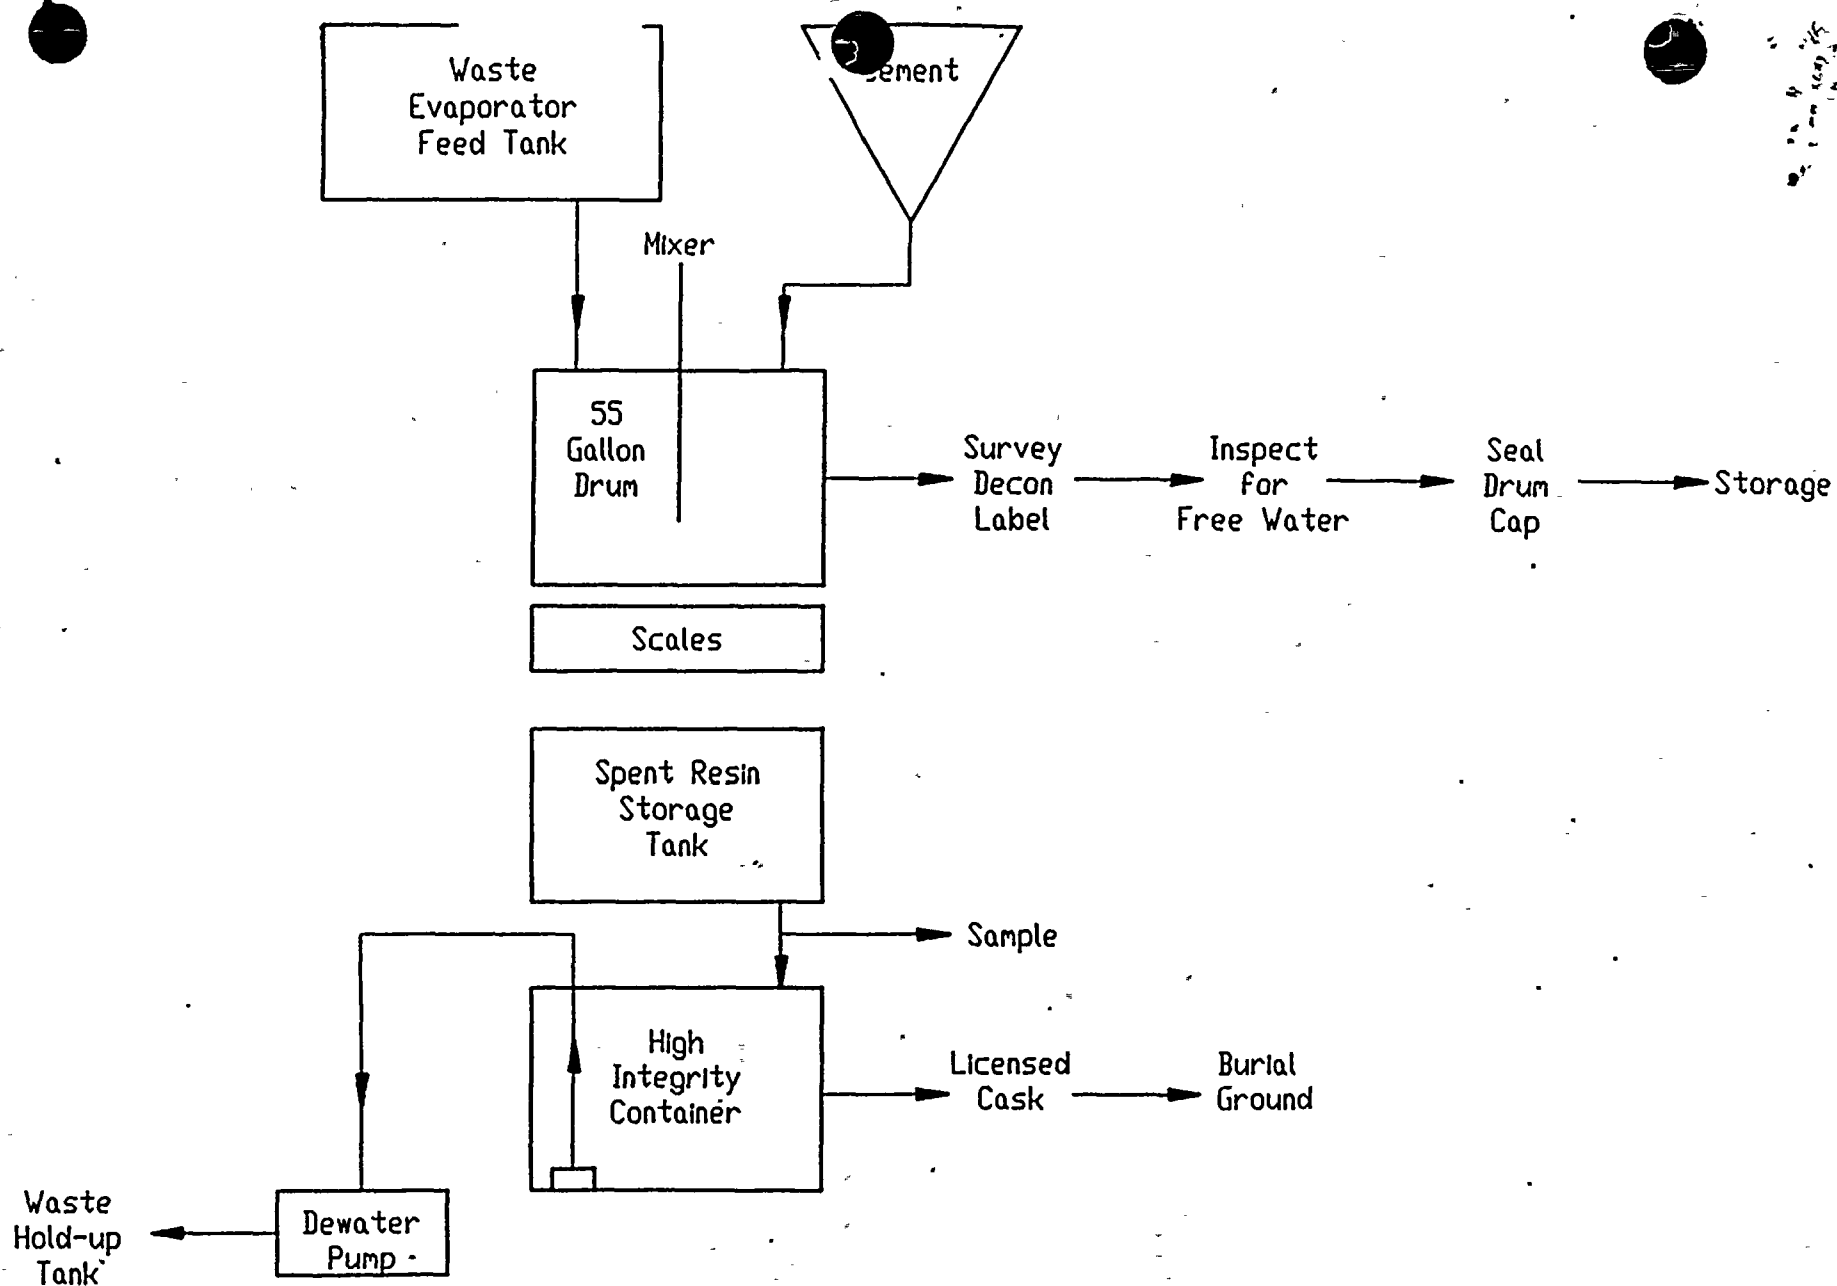 Waste
Evaporator
Feed Tank
ement
Mixer
55
Gallon
Drum
Survey
Decon
Label
Inspect
for
Free Water
Seal
Drum
Cap
Storage
Scales
Spent Resin
Storage
Tank
Sample
High
Integrity
Container
Licensed
Cask
Burial
Ground
Waste
Hold-up
Tank
Dewater
Pump